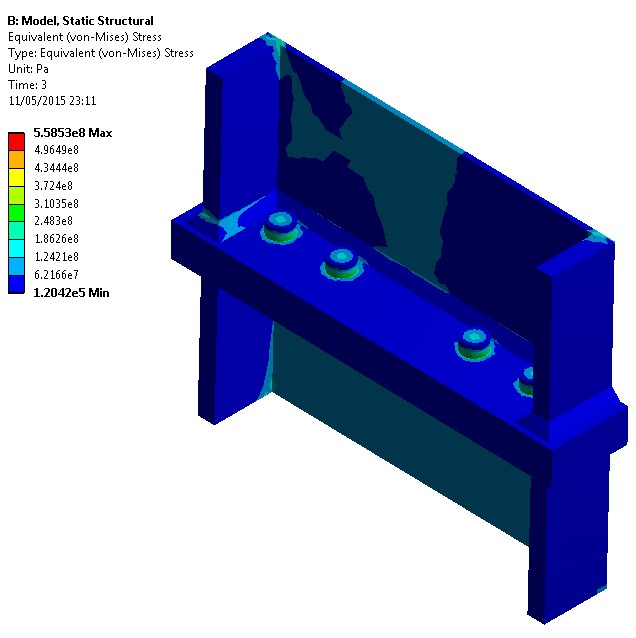 B: Model, Static Structural
Equivalent (von-Mises) Stress
Type: Equivalent (von-Mises) Stress
Unit: Pa
Time: 3
11/05/2015 23:11
5.5853e8 Max
4.9649e8
4.3444e8
3.724e8
3.1035e8
2.483e8
1.8626e8
1.2421e8
6.2166e7
1.2042e5 Min